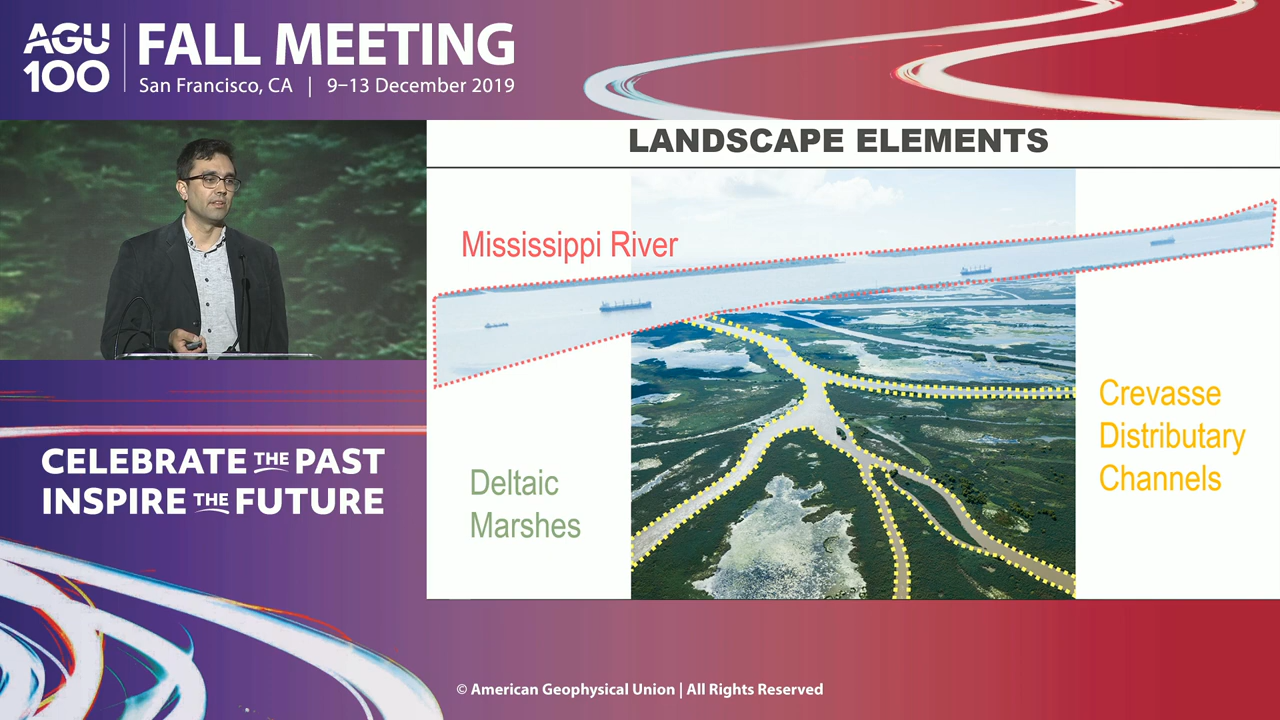 AGU
100
FALL MEETING
San Francisco, CA | 9–13 December 2019
LANDSCAPE ELEMENTS
Mississippi River
Crevasse
Distributary
Channels
Deltaic
Marshes
CELEBRATE THE PAST
INSPIRE THE FUTURE
© American Geophysical Union | All Rights Reserved